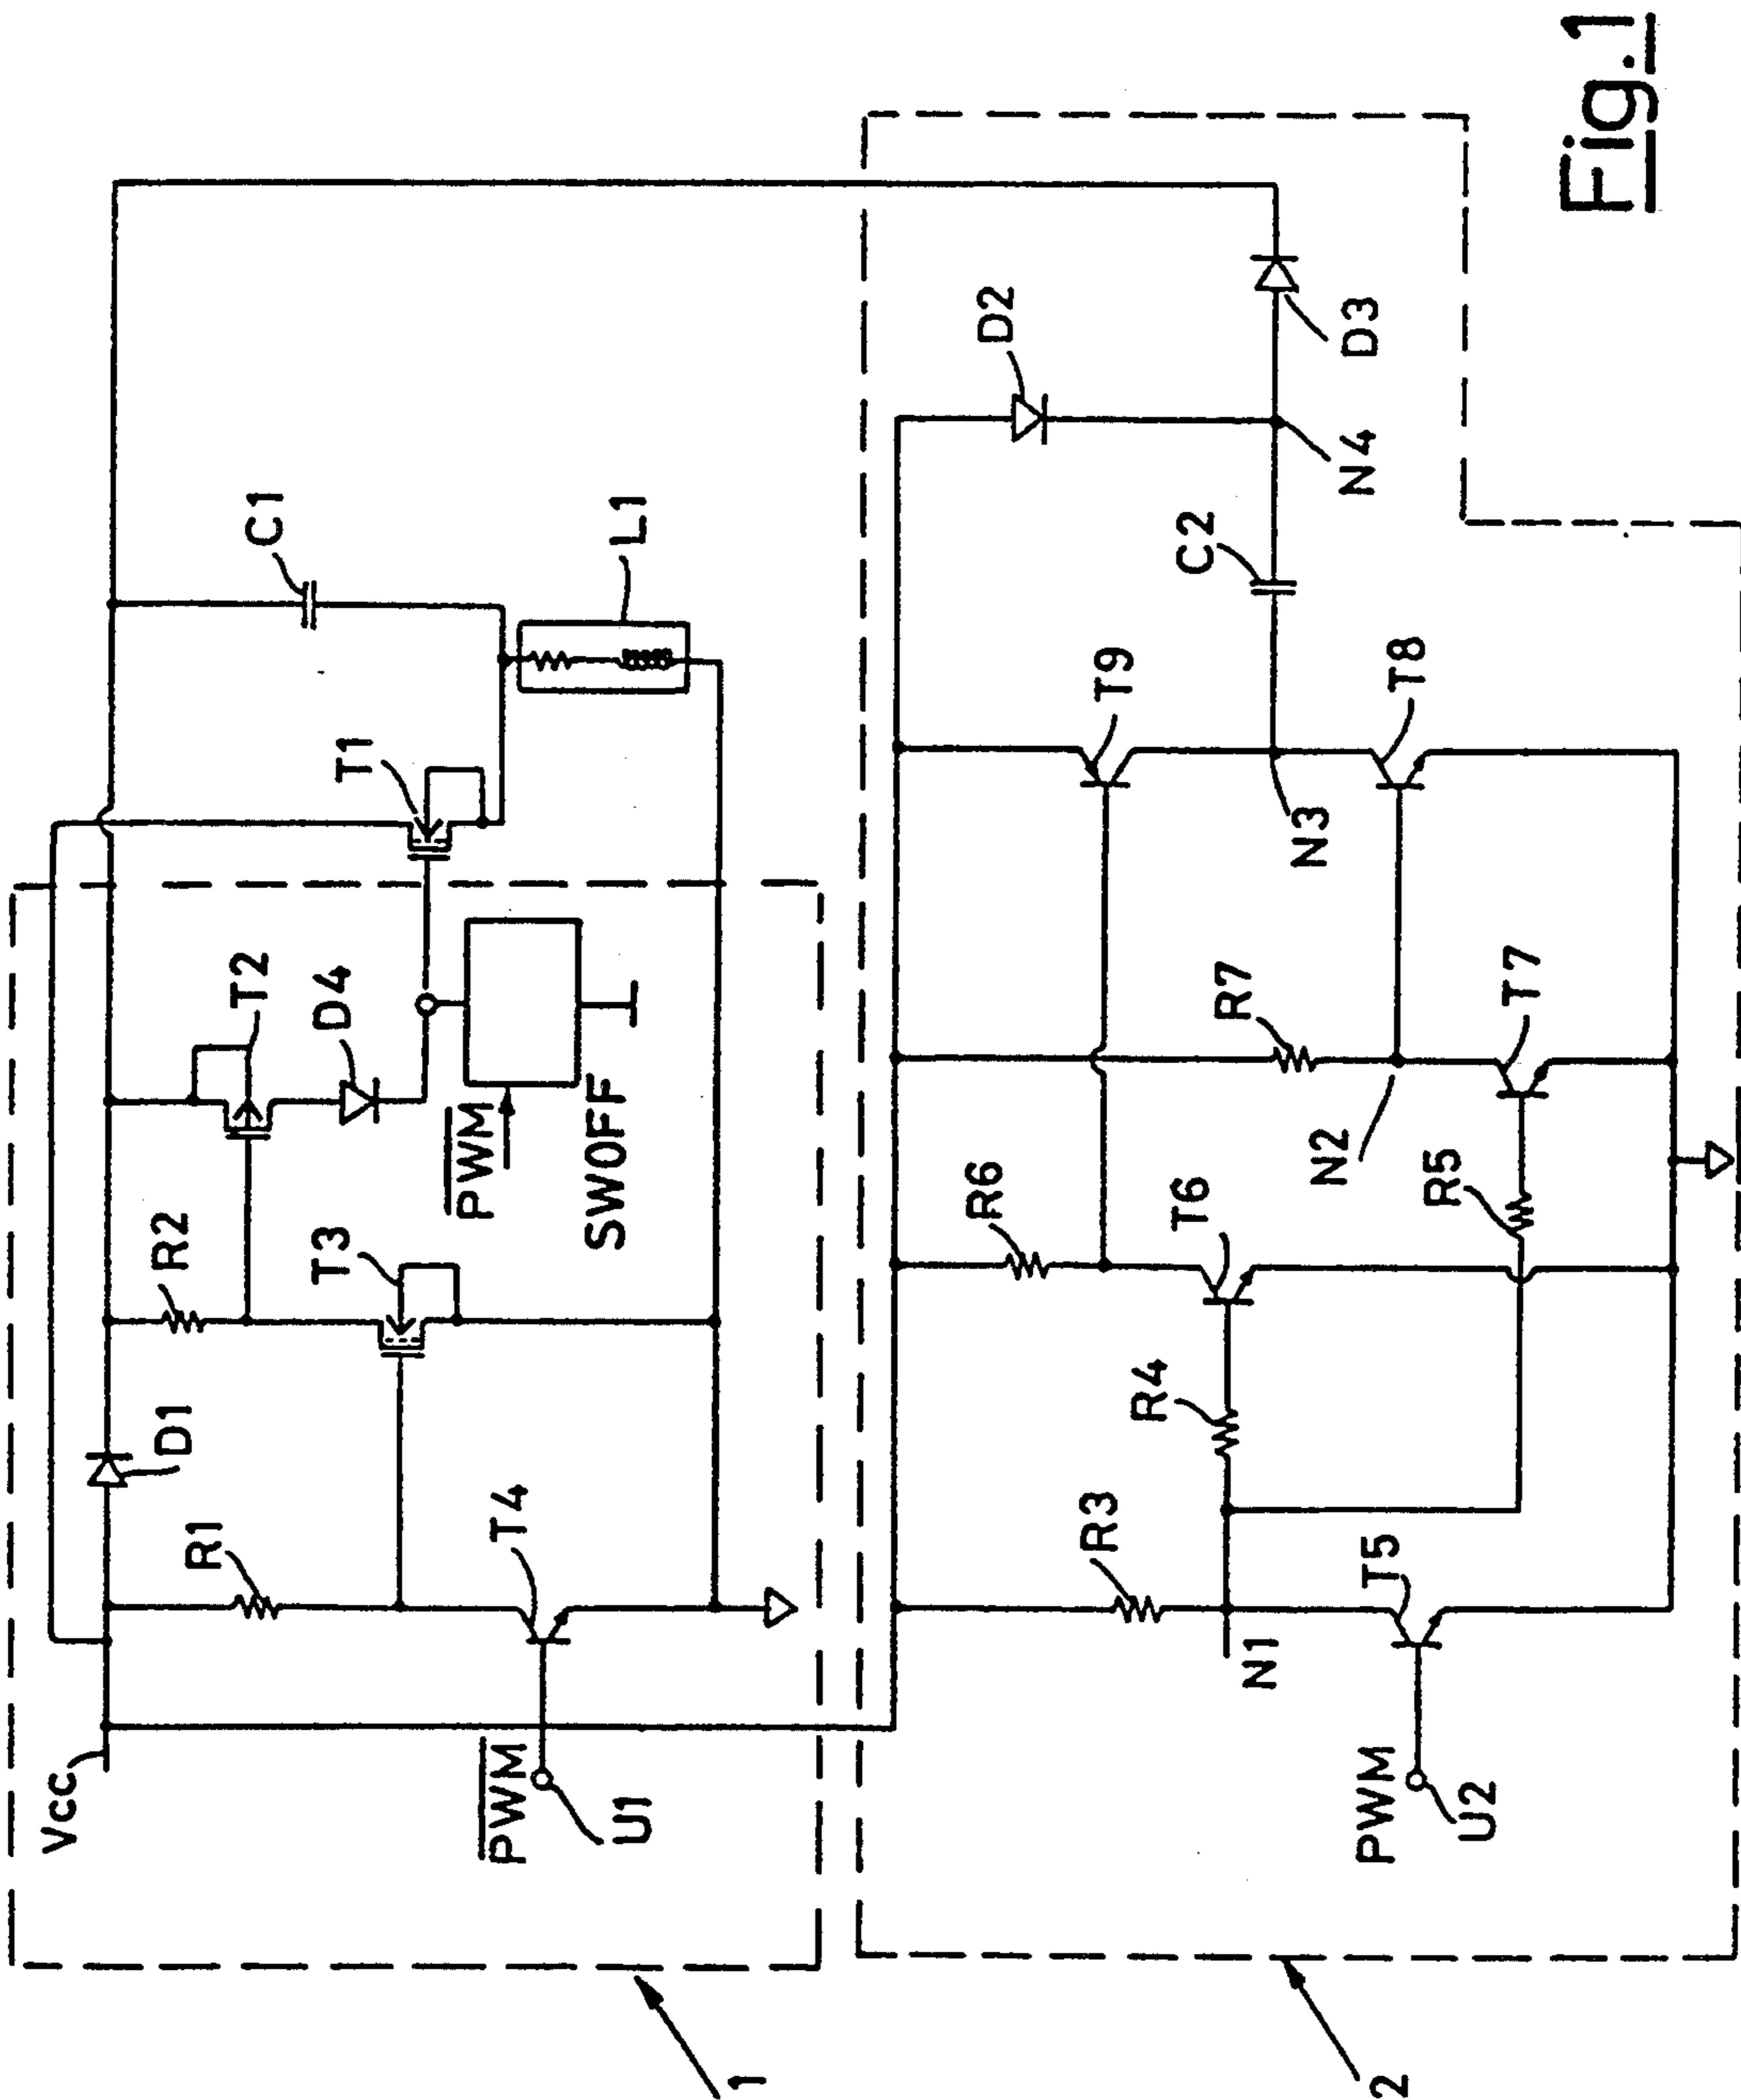 Vcc
R1
D1
R2
T2
T1
C1
T3
D4
L1
T4
PWM
U1
PWM
SWOFF
1
R3
R6
R7
T9
D2
R4
T6
C2
N1
N3
N4
D3
N2
T8
T5
R5
T7
PWM
U2
2
Fig.1